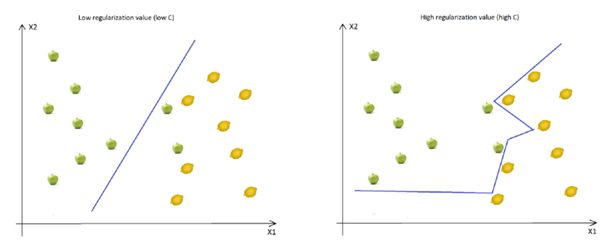 Low regularization value (low C)
X2
X1
High regularization value (high C)
X2
X1